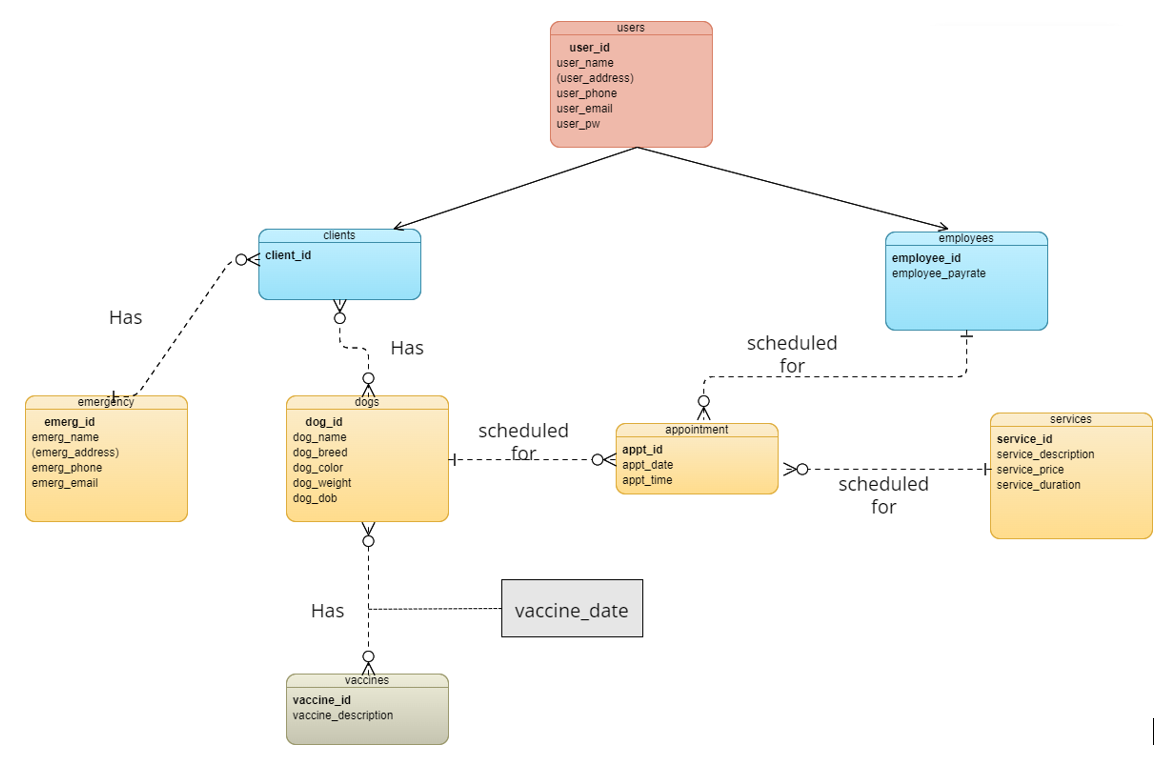 users
user_id
user_name
(user_address)
user_phone
user_email
user_pw
clients
client_id
employees
employee_id
employee_payrate
Has
Has
scheduled
for
emergency
emerg_id
emerg_name
(emerg_address)
emerg_phone
emerg_email
dogs
dog_id
dog_name
dog_breed
dog_color
dog_weight
dog_dob
scheduled
for
appointment
appt_id
appt_date
appt_time
scheduled
for
services
service_id
service_description
service_price
service_duration
Has
vaccine_date
vaccines
vaccine_id
vaccine_description